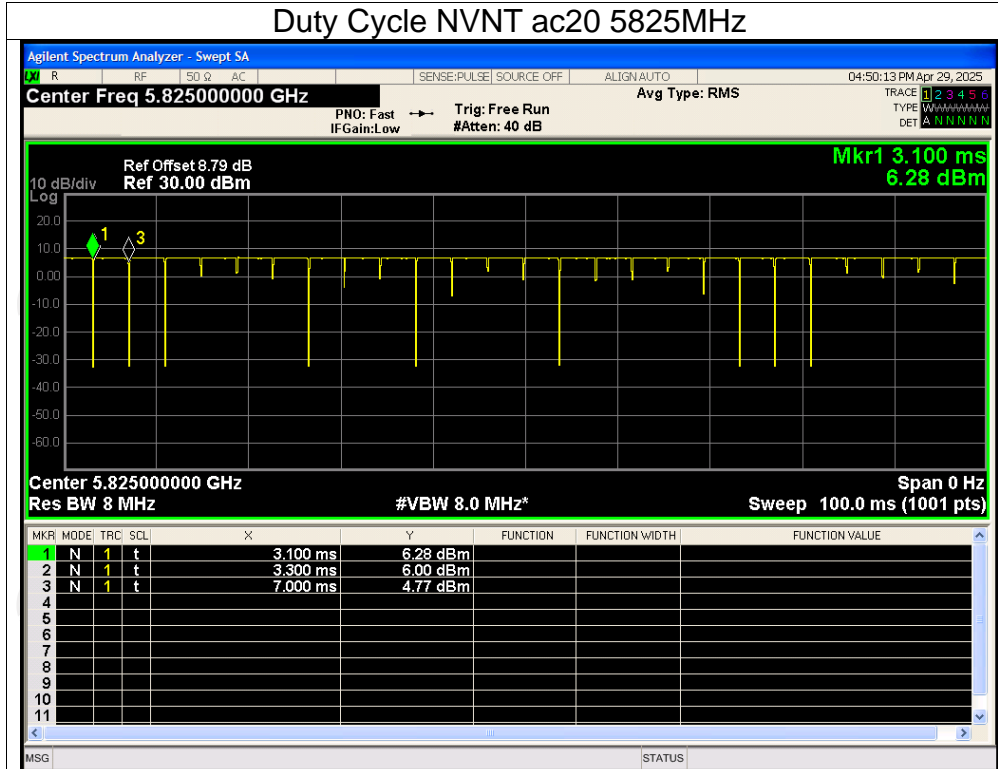 Duty Cycle NVNT ac20 5825MHz
Agilent Spectrum Analyzer - Swept SA
LXI R RF 50 Ω AC SENSE:PULSE SOURCE OFF ALIGN AUTO 04:50:13 PM Apr 29, 2025
Center Freq 5.825000000 GHz Avg Type: RMS TRACE 1 2 3 4 5 6
PNO: Fast Trig: Free Run TYPE WWWWWW
IFGain:Low #Atten: 40 dB DET A N N N N N
Mkr1 3.100 ms
Ref Offset 8.79 dB
10 dB/div Ref 30.00 dBm 6.28 dBm
Log
20.0
1 3
10.0
0.00
-10.0
-20.0
-30.0
-40.0
-50.0
-60.0
Center 5.825000000 GHz Span 0 Hz
Res BW 8 MHz #VBW 8.0 MHz* Sweep 100.0 ms (1001 pts)
MKR MODE TRC SCL X Y FUNCTION FUNCTION WIDTH FUNCTION VALUE
1 N 1 t 3.100 ms 6.28 dBm
2 N 1 t 3.300 ms 6.00 dBm
3 N 1 t 7.000 ms 4.77 dBm
4
5
6
7
8
9
10
11
MSG STATUS